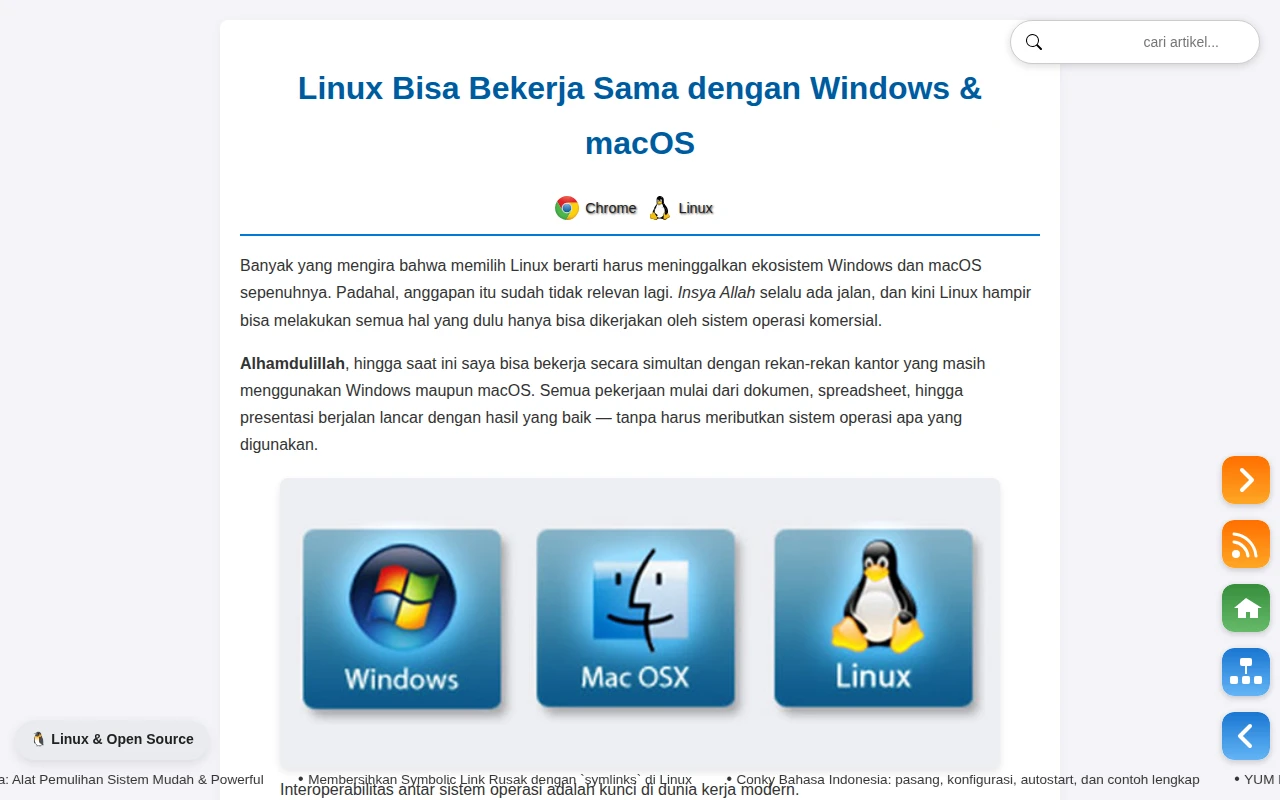 cari artikel...
Linux Bisa Bekerja Sama dengan Windows &
macOS
Chrome Linux
Banyak yang mengira bahwa memilih Linux berarti harus meninggalkan ekosistem Windows dan macOS
sepenuhnya. Padahal, anggapan itu sudah tidak relevan lagi. Insya Allah selalu ada jalan, dan kini Linux hampir
bisa melakukan semua hal yang dulu hanya bisa dikerjakan oleh sistem operasi komersial.
Alhamdulillah, hingga saat ini saya bisa bekerja secara simultan dengan rekan-rekan kantor yang masih
menggunakan Windows maupun macOS. Semua pekerjaan mulai dari dokumen, spreadsheet, hingga
presentasi berjalan lancar dengan hasil yang baik — tanpa harus meributkan sistem operasi apa yang
digunakan.
Windows Mac OSX Linux
Linux & Open Source
a: Alat Pemulihan Sistem Mudah & Powerful • Membersihkan Symbolic Link Rusak dengan `symlinks` di Linux • Conky Bahasa Indonesia: pasang, konfigurasi, autostart, dan contoh lengkap • YUM
Interoperabilitas antar sistem operasi adalah kunci di dunia kerja modern.